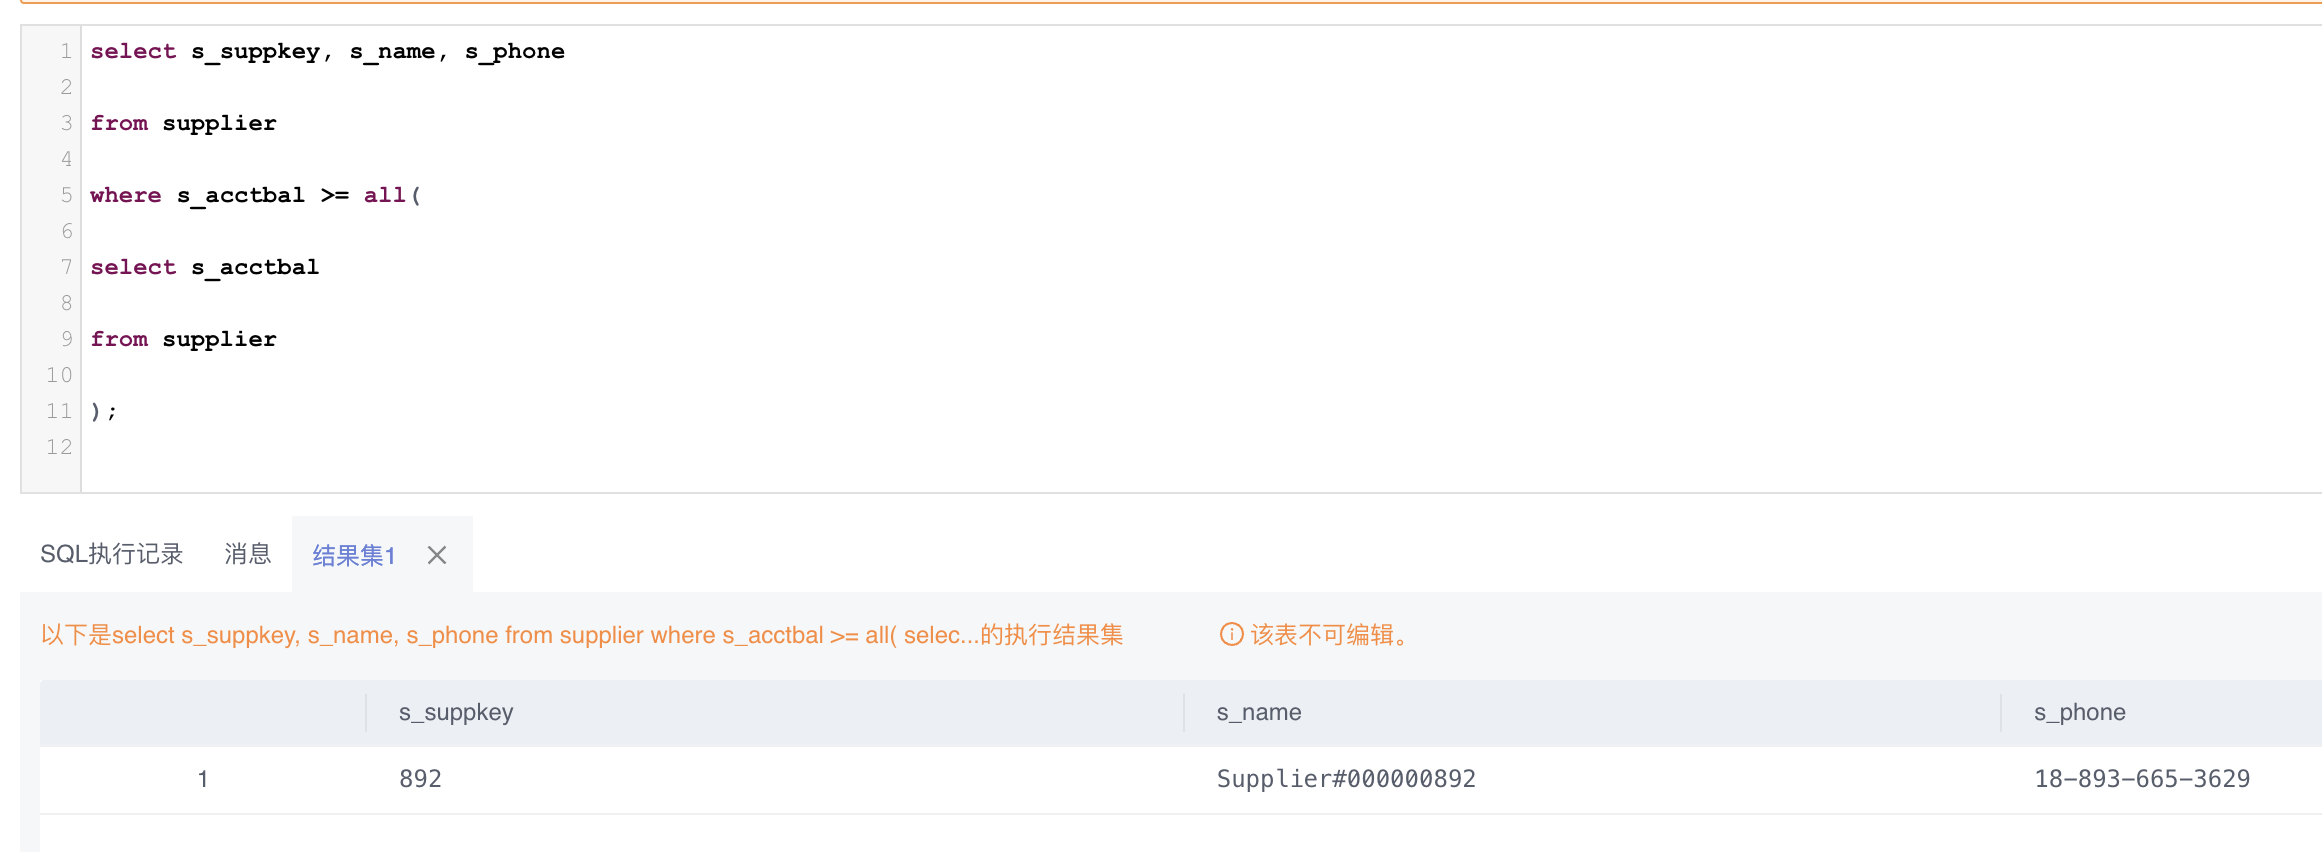 1 select s_suppkey, s_name, s_phone
2
3 from supplier
4
5 where s_acctbal >= all(
6
7 select s_acctbal
8
9 from supplier
10
11 );
12
SQL执行记录 消息 结果集1
以下是select s_suppkey, s_name, s_phone from supplier where s_acctbal >= all( selec...的执行结果集 该表不可编辑。
s_suppkey s_name s_phone
1 892 Supplier#000000892 18-893-665-3629